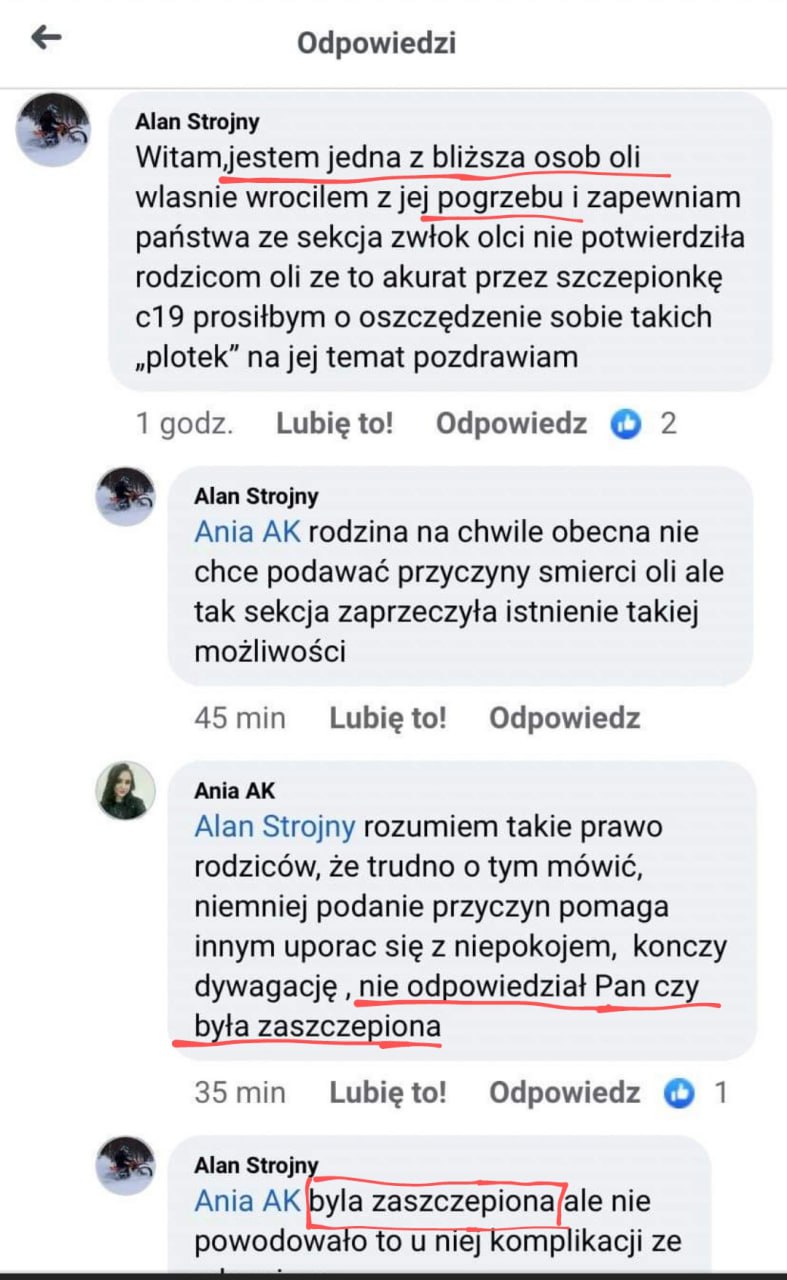 Odpowiedzi
Alan Strojny
Witam,jestem jedna z bliższa osob oli
wlasnie wrocilem z jej pogrzebu i zapewniam
państwa ze sekcja zwłok olci nie potwierdziła
rodzicom oli ze to akurat przez szczepionkę
c19 prosiłbym o oszczędzenie sobie takich
„plotek” na jej temat pozdrawiam
1 godz. Lubię to! Odpowiedz 2
Alan Strojny
Ania AK rodzina na chwile obecna nie
chce podawać przyczyny smierci oli ale
tak sekcja zaprzeczyła istnienie takiej
możliwości
45 min Lubię to! Odpowiedz
Ania AK
Alan Strojny rozumiem takie prawo
rodziców, że trudno o tym mówić,
niemniej podanie przyczyn pomaga
innym uporac się z niepokojem, konczy
dywagację , nie odpowiedział Pan czy
była zaszczepiona
35 min Lubię to! Odpowiedz 1
Alan Strojny
Ania AK byla zaszczepiona ale nie
powodowało to u niej komplikacji ze